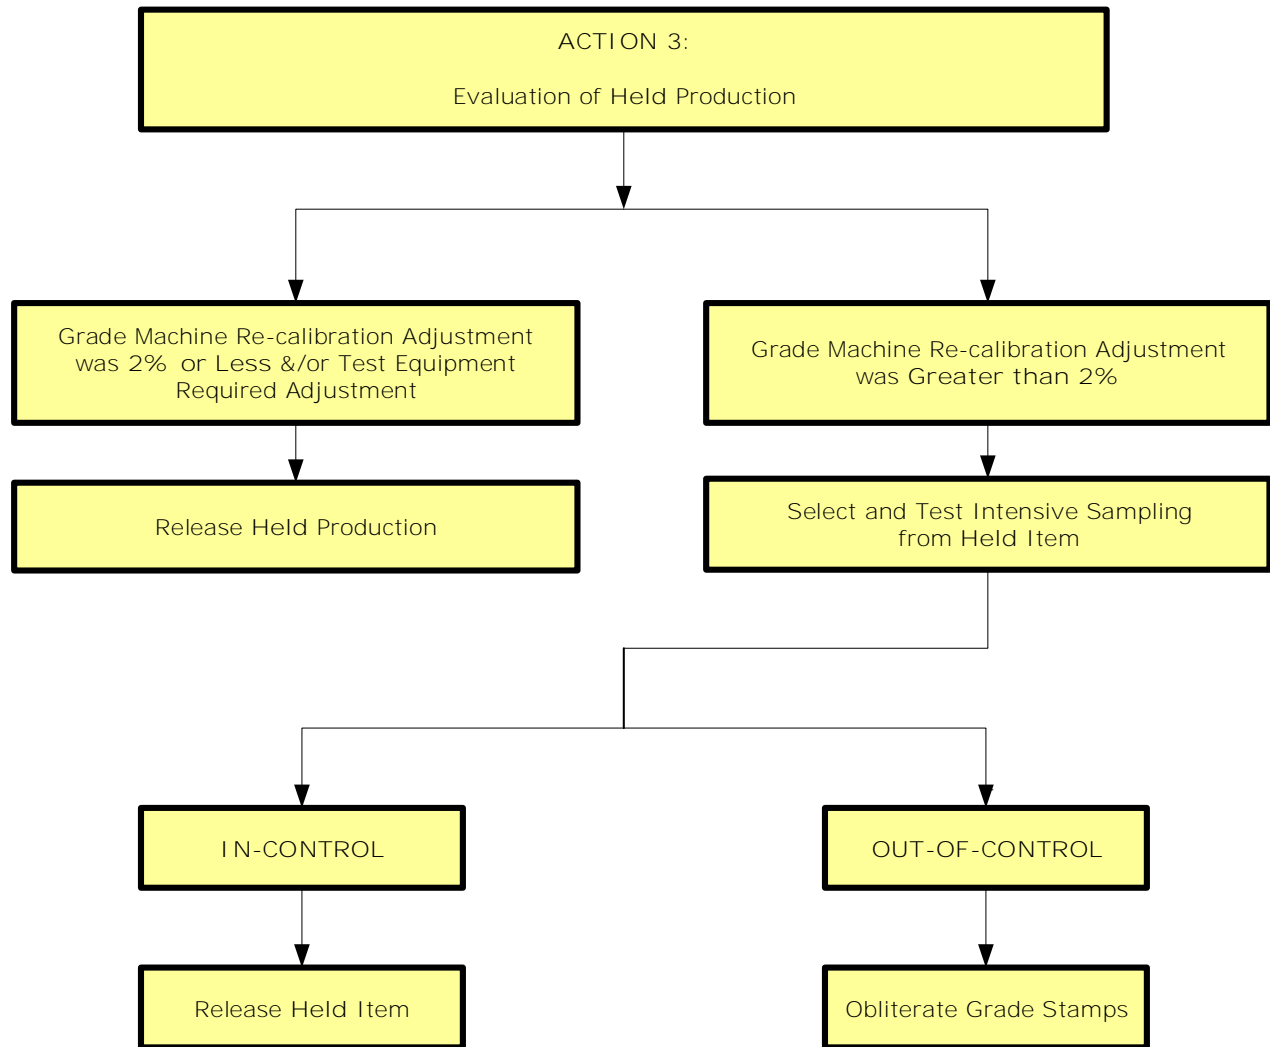 ACTION 3:
Evaluation of Held Production
Grade Machine Re-calibration Adjustment
was 2% or Less &/or Test Equipment
Required Adjustment
Grade Machine Re-calibration Adjustment
was Greater than 2%
Release Held Production
Select and Test Intensive Sampling
from Held Item
IN-CONTROL
OUT-OF-CONTROL
Release Held Item
Obliterate Grade Stamps